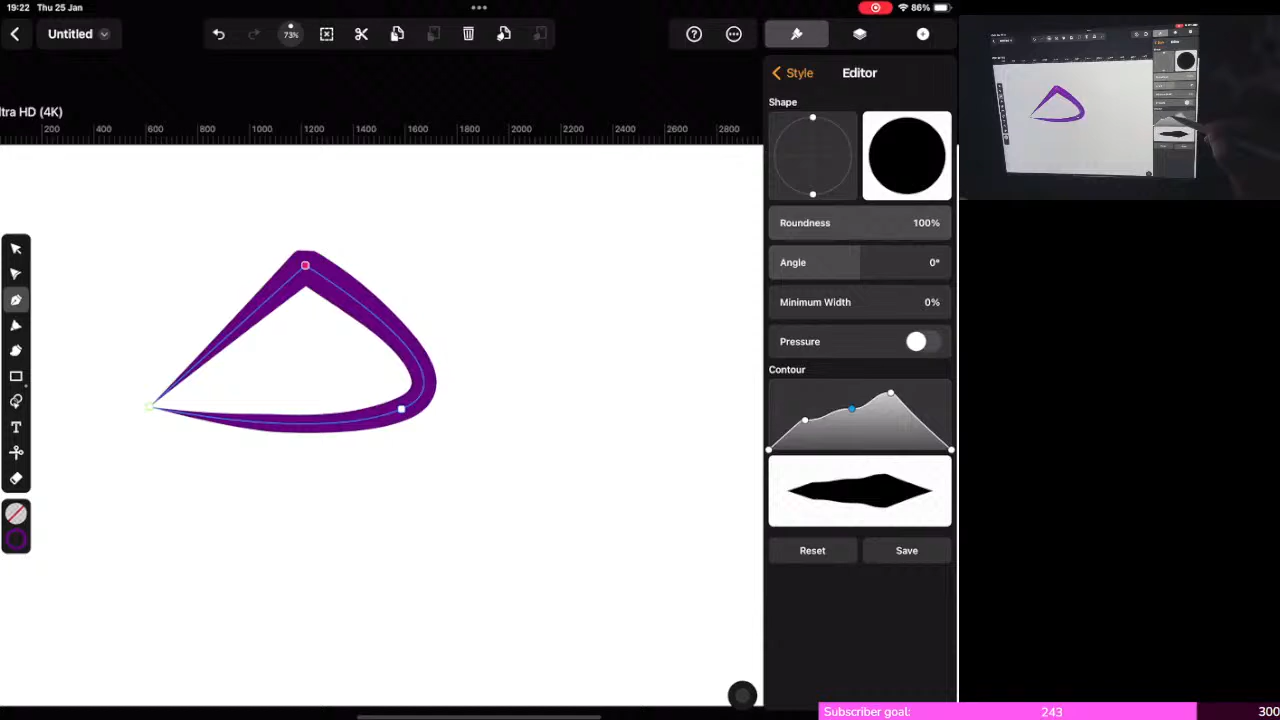 19:22 Thu 25 Jan
86%
Untitled
73%
Style
Editor
ltra HD (4K)
200 400 600 800 1000 1200 1400 1600 1800 2000 2200 2400 2600 2800
Shape
Roundness 100%
Angle 0°
Minimum Width 0%
Pressure
Contour
Reset
Save
T
Subscriber goal: 243 300